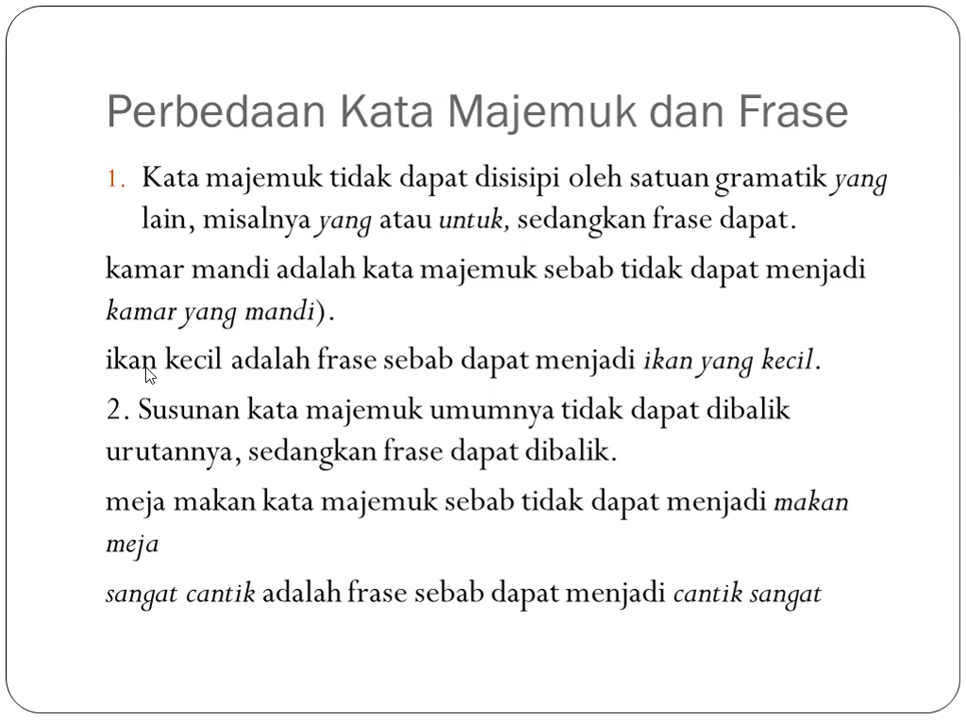 Perbedaan Kata Majemuk dan Frase
1. Kata majemuk tidak dapat disisipi oleh satuan gramatik yang
lain, misalnya yang atau untuk, sedangkan frase dapat.
kamar mandi adalah kata majemuk sebab tidak dapat menjadi
kamar yang mandi).
ikan kecil adalah frase sebab dapat menjadi ikan yang kecil.
2. Susunan kata majemuk umumnya tidak dapat dibalik
urutannya, sedangkan frase dapat dibalik.
meja makan kata majemuk sebab tidak dapat menjadi makan
meja
sangat cantik adalah frase sebab dapat menjadi cantik sangat